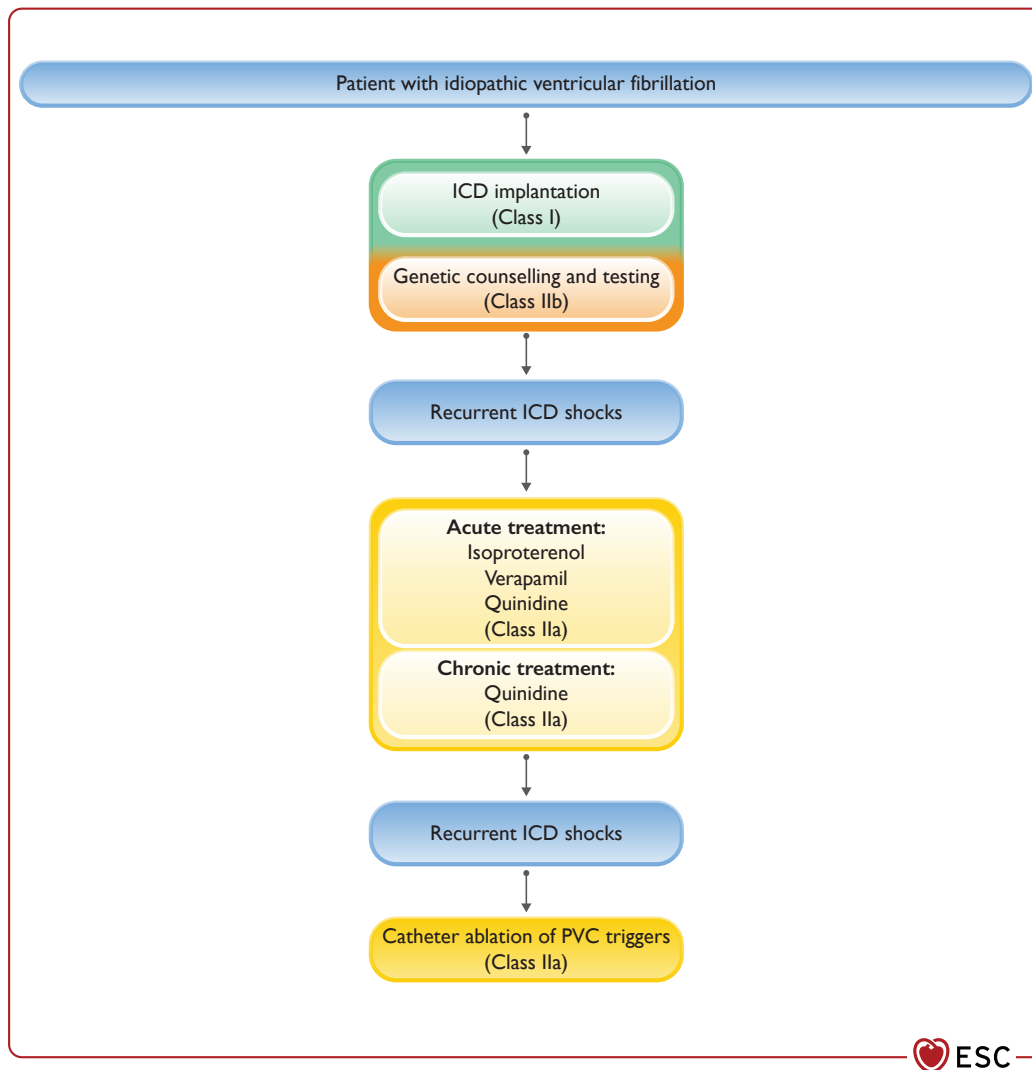 Patient with idiopathic ventricular fibrillation
ICD implantation
(Class I)
Genetic counselling and testing
(Class IIb)
Recurrent ICD shocks
Acute treatment:
Isoproterenol
Verapamil
Quinidine
(Class IIa)
Chronic treatment:
Quinidine
(Class IIa)
Recurrent ICD shocks
Catheter ablation of PVC triggers
(Class IIa)
ESC